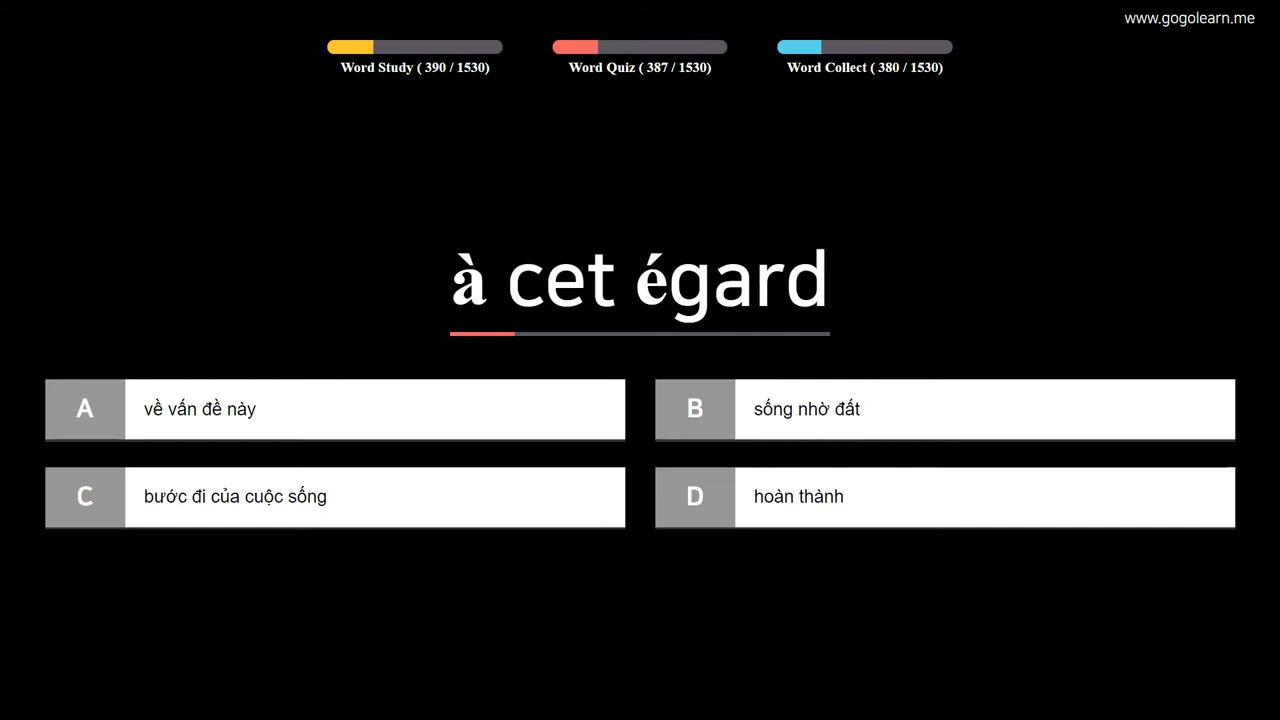 www.gogolearn.me
Word Study ( 390 / 1530)
Word Quiz ( 387 / 1530)
Word Collect ( 380 / 1530)
à cet égard
A
về vấn đề này
B
sống nhờ đất
C
bước đi của cuộc sống
D
hoàn thành